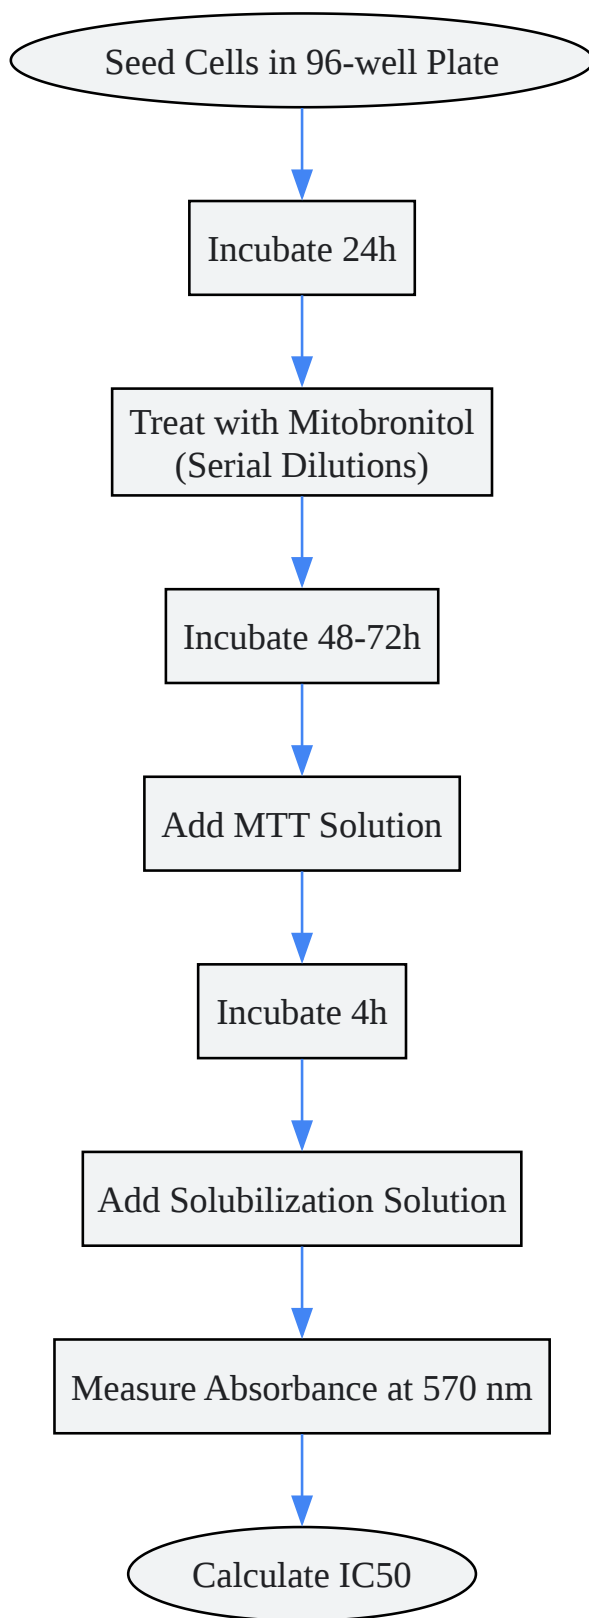 Seed Cells in 96-well Plate
Incubate 24h
Treat with Mitobronitol
(Serial Dilutions)
Incubate 48-72h
Add MTT Solution
Incubate 4h
Add Solubilization Solution
Measure Absorbance at 570 nm
Calculate IC50